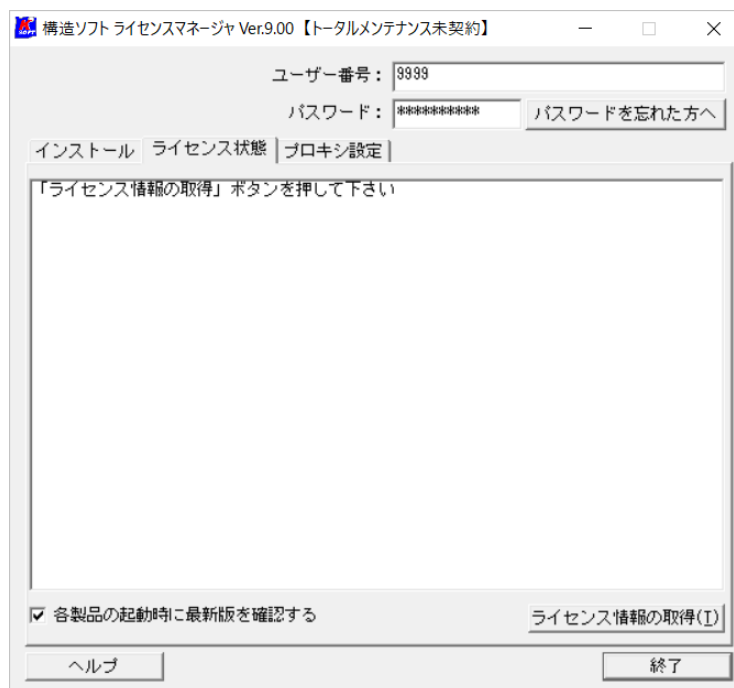 構造ソフト ライセンスマネージャ Ver.9.00【トータルメンテナンス未契約】
ユーザー番号： 9999
パスワード： ********** パスワードを忘れた方へ
インストール ライセンス状態 プロキシ設定
「ライセンス情報の取得」ボタンを押して下さい
各製品の起動時に最新版を確認する ライセンス情報の取得(I)
ヘルプ 終了